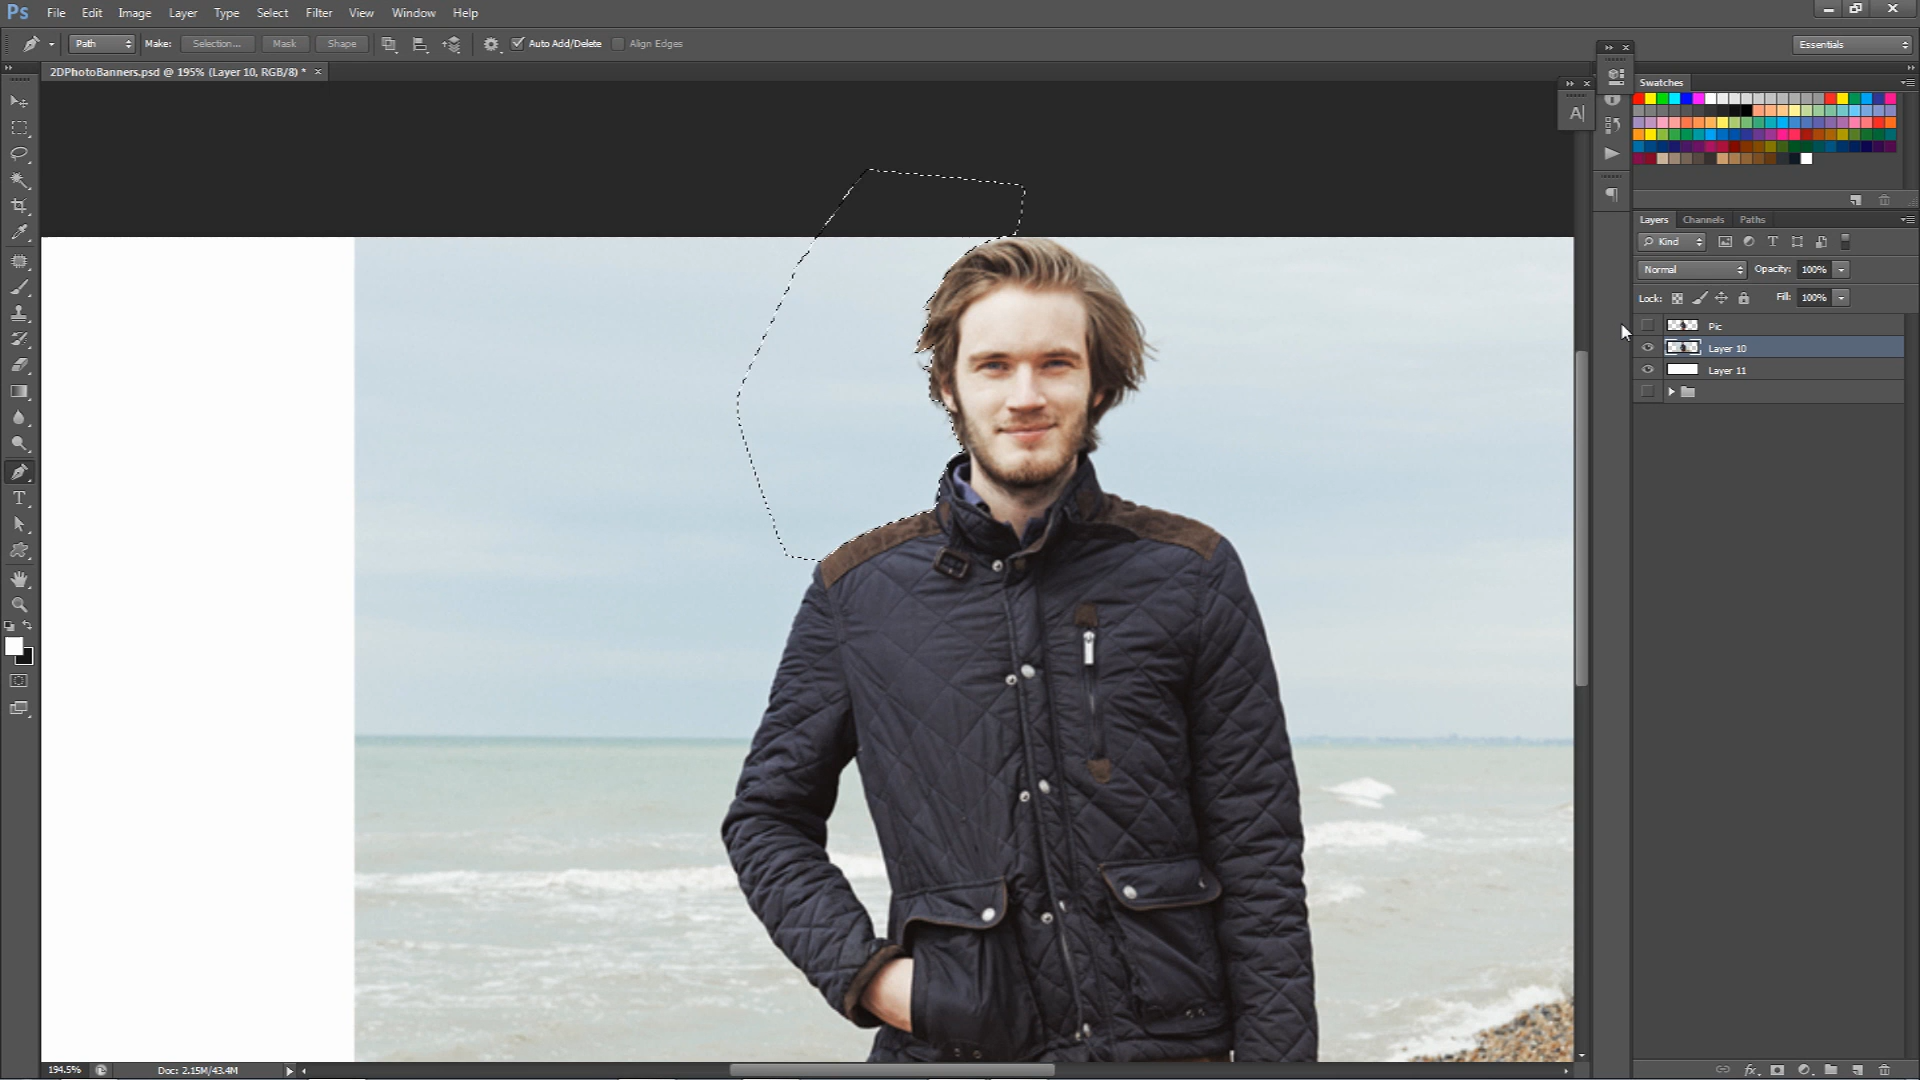 Ps File Edit Image Layer Type Select Filter View Window Help
Path Make: Selection... Mask Shape Auto Add/Delete Align Edges Essentials
2DPhotoBanners.psd @ 195% (Layer 10, RGB/8) * ×
Swatches
A|
Layers Channels Paths
Kind
Normal Opacity: 100%
Lock: Fill: 100%
Pic
Layer 10
Layer 11
T
194.5% Doc: 2.15M/43.4M
fx